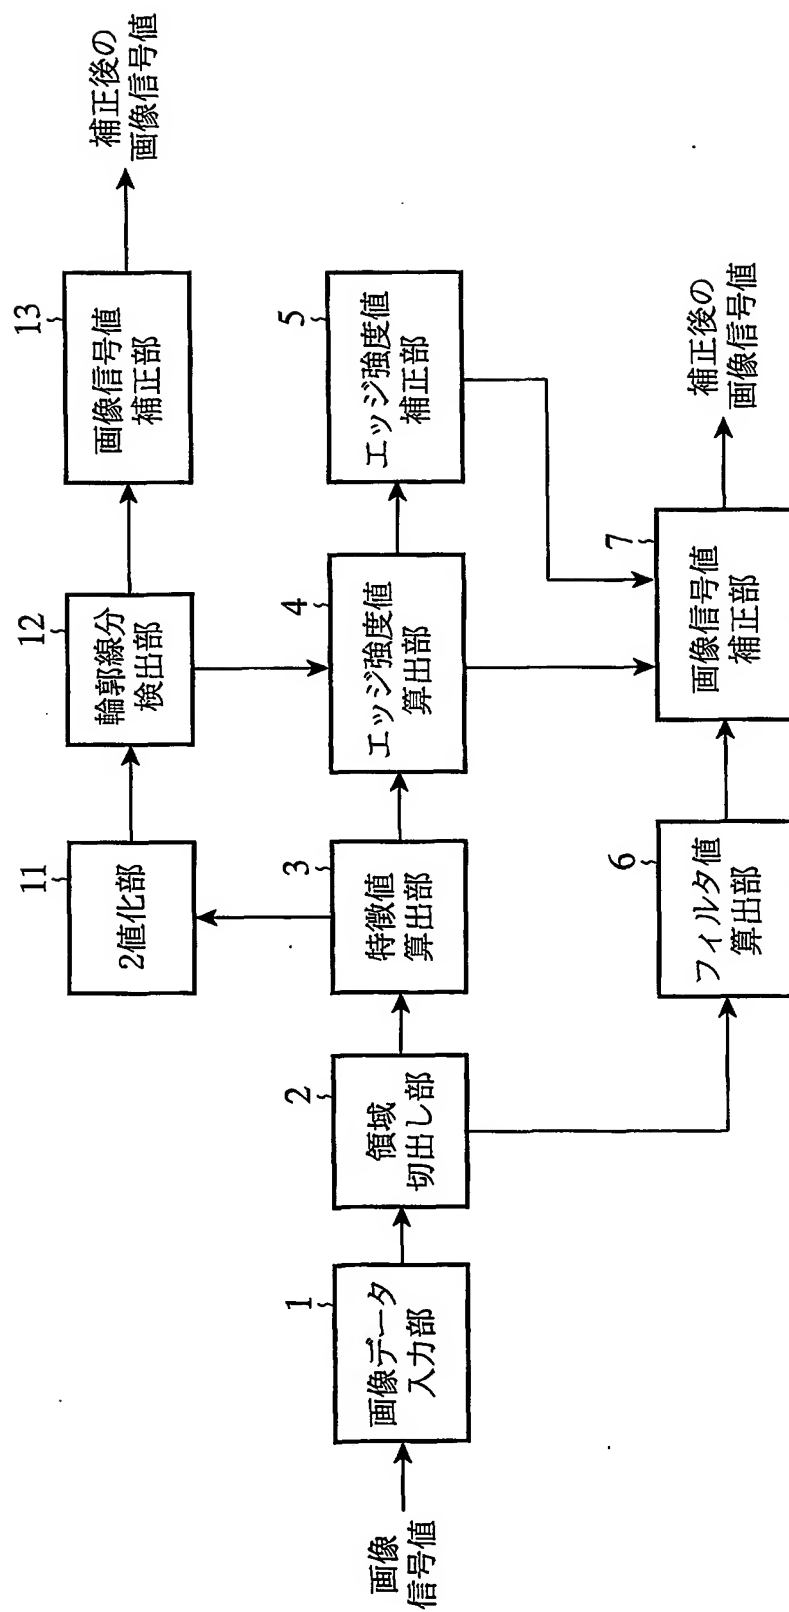 11
2値化部
12
輪郭線分
検出部
13
画像信号値
補正部
補正後の
画像信号値
画像
信号値
1
画像データ
入力部
2
領域
切出し部
3
特徴値
算出部
4
エッジ強度値
算出部
5
エッジ強度値
補正部
6
フィルタ値
算出部
7
画像信号値
補正部
補正後の
画像信号値